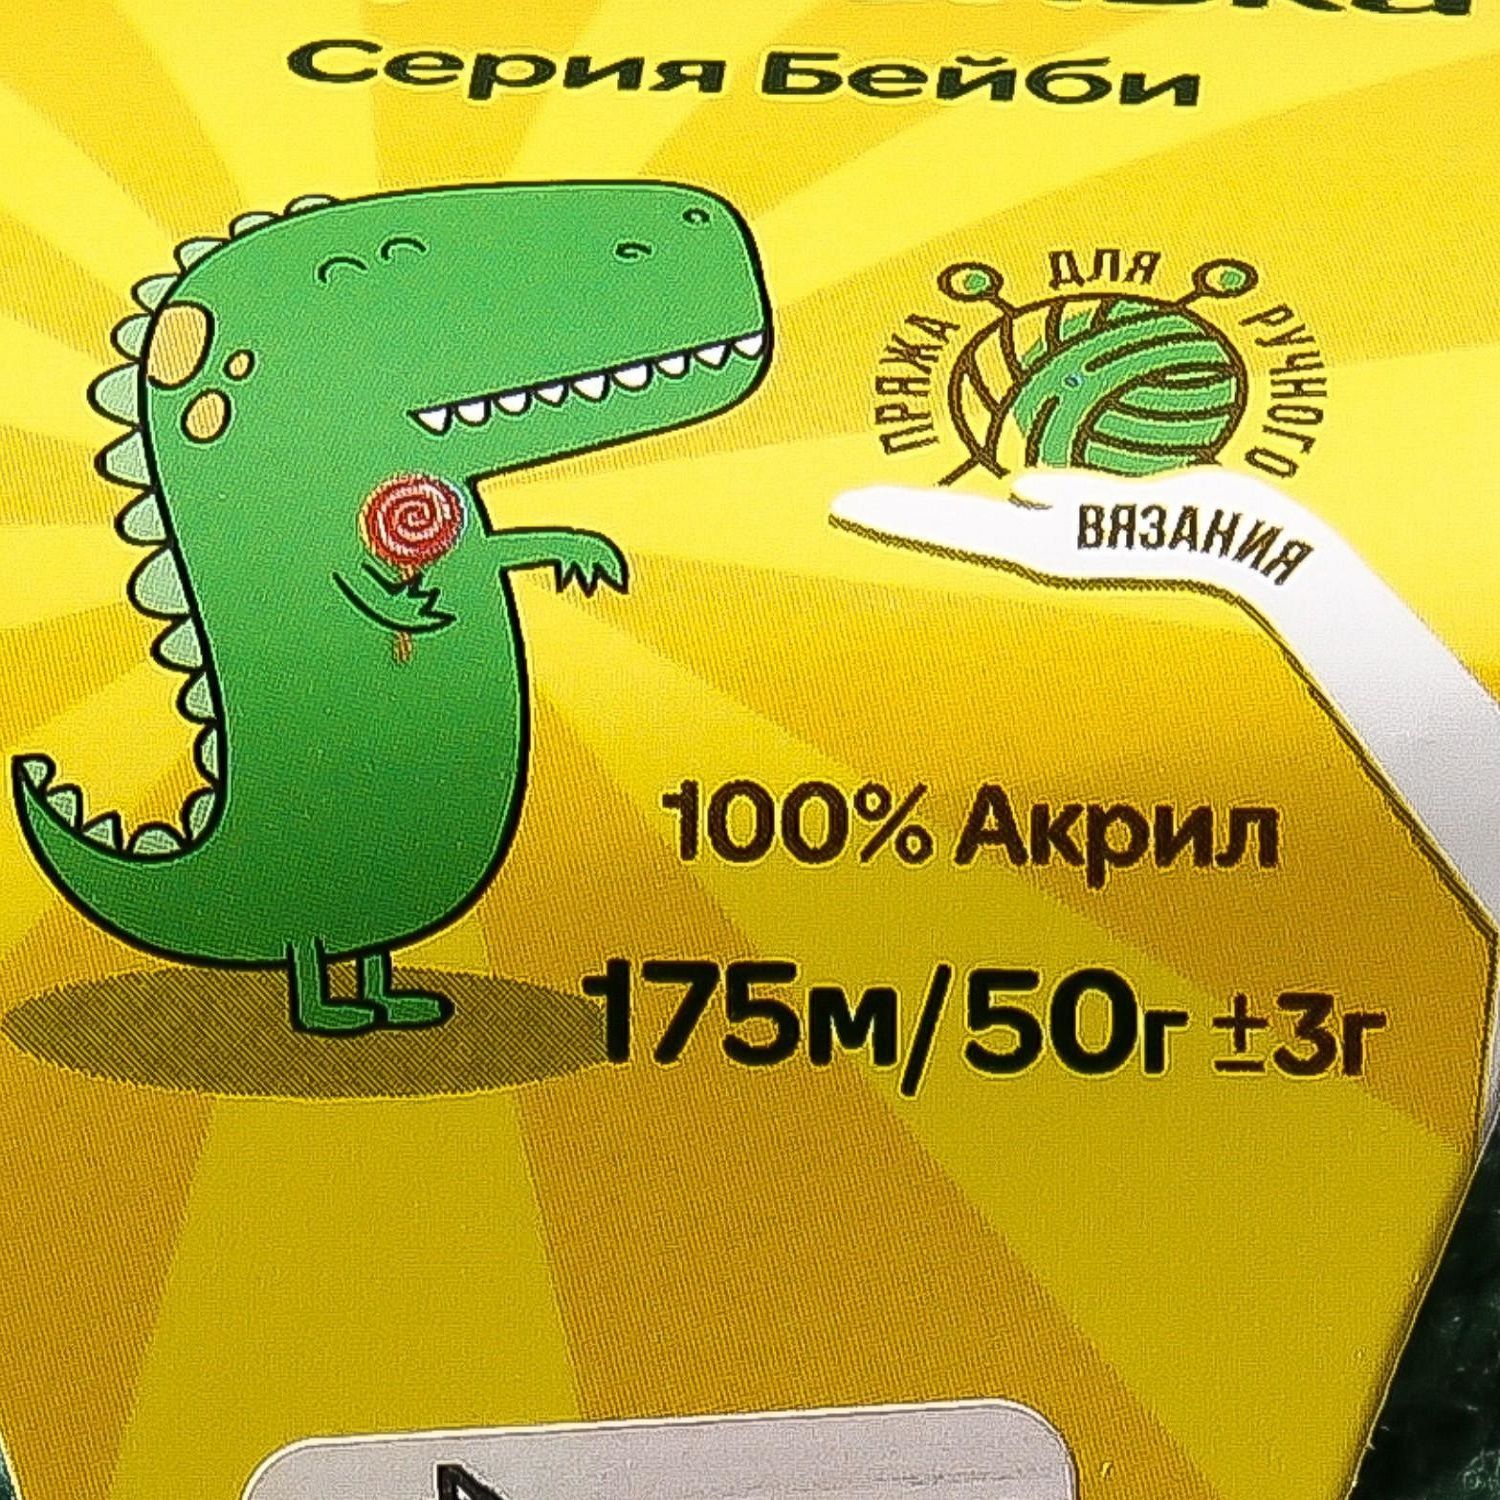 Серия Бейби
ПРЯЖА ДЛЯ РУЧНОГО
ВЯЗАНИЯ
100% Акрил
175м/50г ±3г